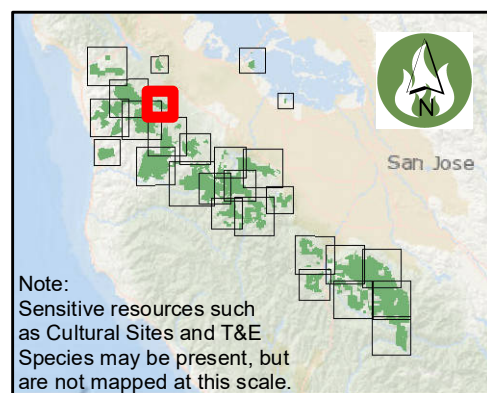 N
San Jose
Note:
Sensitive resources such
as Cultural Sites and T&E
Species may be present, but
are not mapped at this scale.